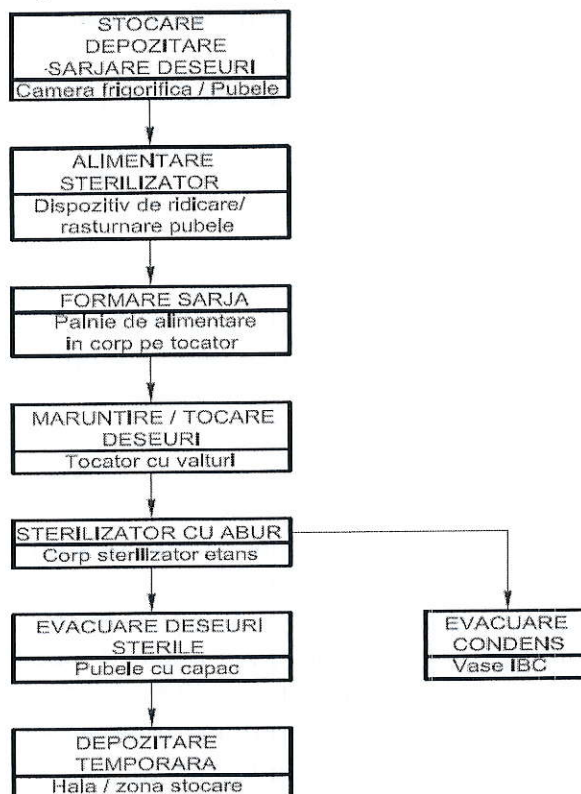 STOCARE
DEPOZITARE
SARJARE DESEURI
Camera frigorifica / Pubele
ALIMENTARE
STERILIZATOR
Dispozitiv de ridicare/
rasturnare pubele
FORMARE SARJA
Palnie de alimentare
in corp pe tocator
MARUNTIRE / TOCARE
DESEURI
Tocator cu valturi
STERILIZATOR CU ABUR
Corp sterilizator etans
EVACUARE DESEURI
STERILE
Pubele cu capac
EVACUARE
CONDENS
Vase IBC
DEPOZITARE
TEMPORARA
Hala / zona stocare